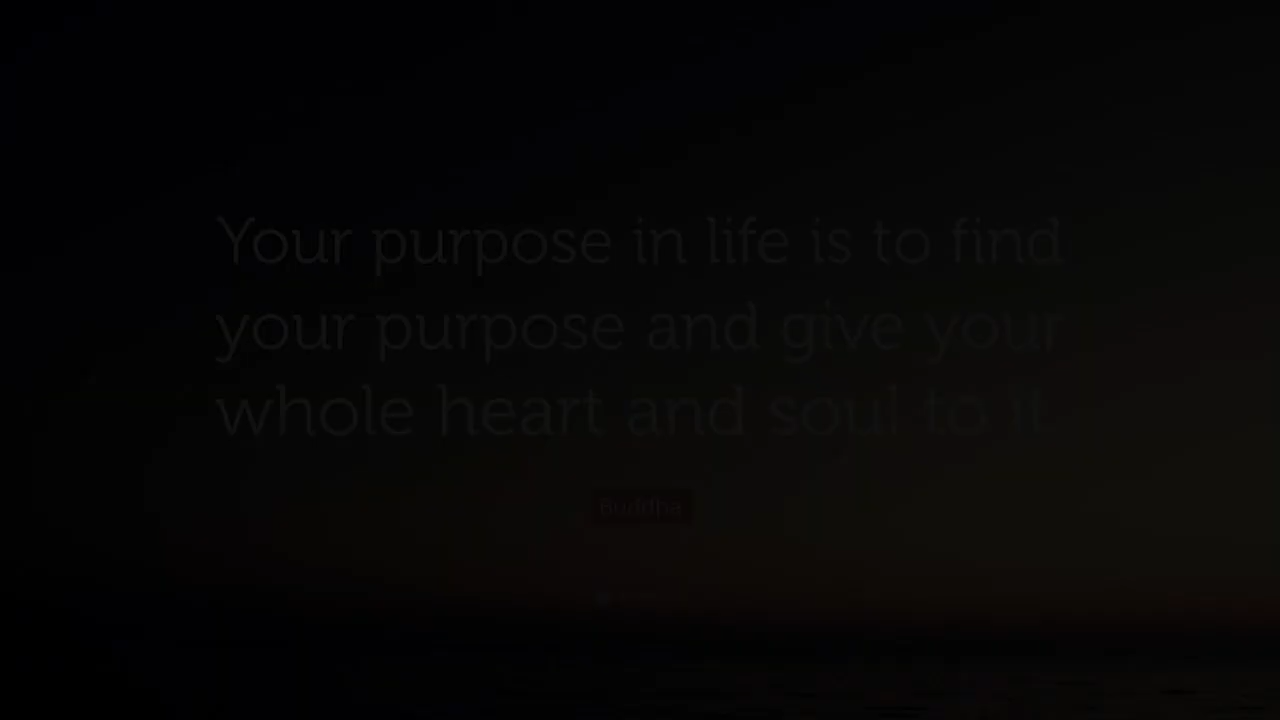 Your purpose in life is to find
your purpose and give your
whole heart and soul to it.
Buddha